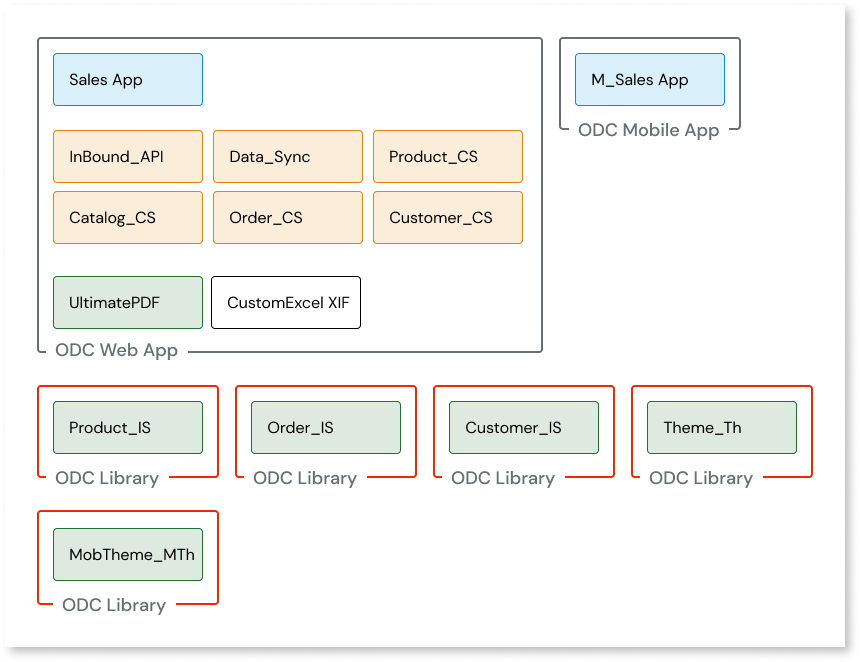 Sales App
M_Sales App
ODC Mobile App
InBound_API
Data_Sync
Product_CS
Catalog_CS
Order_CS
Customer_CS
UltimatePDF
CustomExcel XIF
ODC Web App
Product_IS
Order_IS
Customer_IS
Theme_Th
ODC Library
ODC Library
ODC Library
ODC Library
MobTheme_MTh
ODC Library